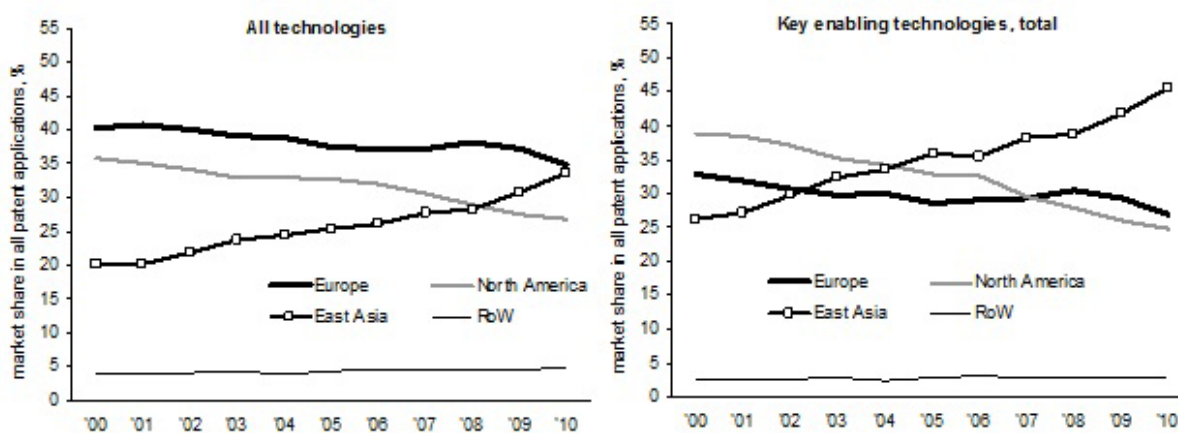 All technologies
market share in all patent applications, %
55
50
45
40
35
30
25
20
15
10
5
0
Europe
North America
East Asia
RoW
'00 '01 '02 '03 '04 '05 '06 '07 '08 '09 '10
Key enabling technologies, total
market share in all patent applications, %
55
50
45
40
35
30
25
20
15
10
5
0
Europe
North America
East Asia
RoW
'00 '01 '02 '03 '04 '05 '06 '07 '08 '09 '10